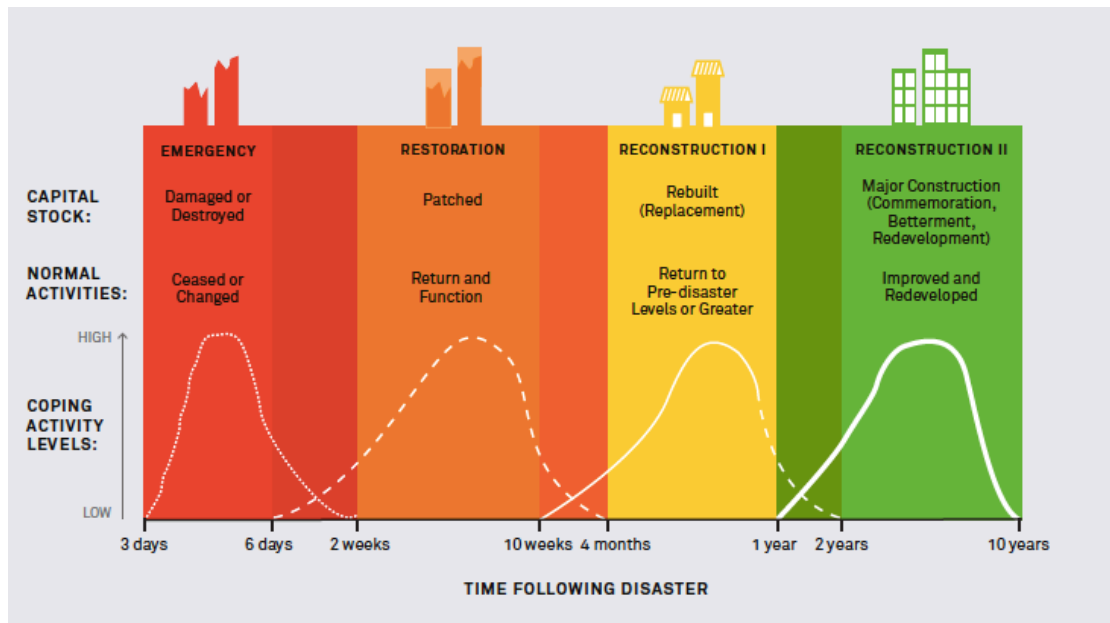 EMERGENCY
RESTORATION
RECONSTRUCTION I
RECONSTRUCTION II
CAPITAL
STOCK:
Damaged or
Destroyed
Patched
Rebuilt
(Replacement)
Major Construction
(Commemoration,
Betterment,
Redevelopment)
NORMAL
ACTIVITIES:
Ceased or
Changed
Return and
Function
Return to
Pre-disaster
Levels or Greater
Improved and
Redeveloped
HIGH
COPING
ACTIVITY
LEVELS:
LOW
3 days
6 days
2 weeks
10 weeks
4 months
1 year
2 years
10 years
TIME FOLLOWING DISASTER